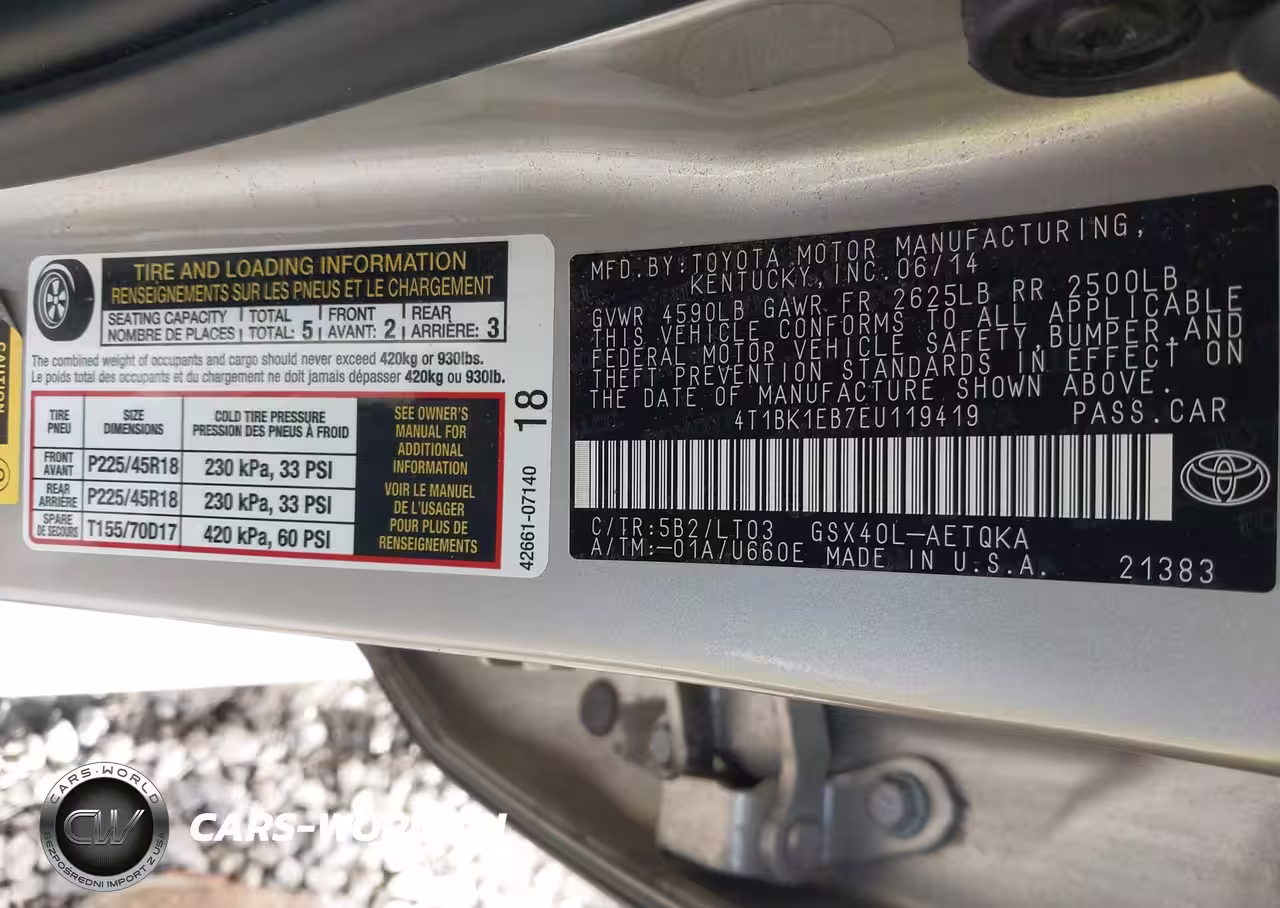 TIRE AND LOADING INFORMATION
RENSEIGNEMENTS SUR LES PNEUS ET LE CHARGEMENT
SEATING CAPACITY TOTAL FRONT REAR
NOMBRE DE PLACES TOTAL: 5 AVANT: 2 ARRIÈRE: 3
The combined weight of occupants and cargo should never exceed 420kg or 930lbs.
Le poids total des occupants et du chargement ne doit jamais dépasser 420kg ou 930lb.
TIRE SIZE COLD TIRE PRESSURE
PNEU DIMENSIONS PRESSION DES PNEUS À FROID
FRONT
AVANT P225/45R18 230 kPa, 33 PSI
REAR
ARRIÈRE P225/45R18 230 kPa, 33 PSI
SPARE
DE SECOURS T155/70D17 420 kPa, 60 PSI
SEE OWNER'S
MANUAL FOR
ADDITIONAL
INFORMATION
VOIR LE MANUEL
DE L'USAGER
POUR PLUS DE
RENSEIGNEMENTS
18
42661-07140
MFD. BY: TOYOTA MOTOR MANUFACTURING,
KENTUCKY, INC. 06/14
GVWR 4590LB GAWR FR 2625LB RR 2500LB
THIS VEHICLE CONFORMS TO ALL APPLICABLE
FEDERAL MOTOR VEHICLE SAFETY, BUMPER, AND
THEFT PREVENTION STANDARDS IN EFFECT ON
THE DATE OF MANUFACTURE SHOWN ABOVE.
4T1BK1EB7EU119419 PASS. CAR
C/TR: 5B2/LT03 GSX40L-AETQKA
A/TM: -01A/U660E MADE IN U.S.A. 21383
CAUTION
CARS-WORLD
CW
BEZPOŚREDNI IMPORT Z USA